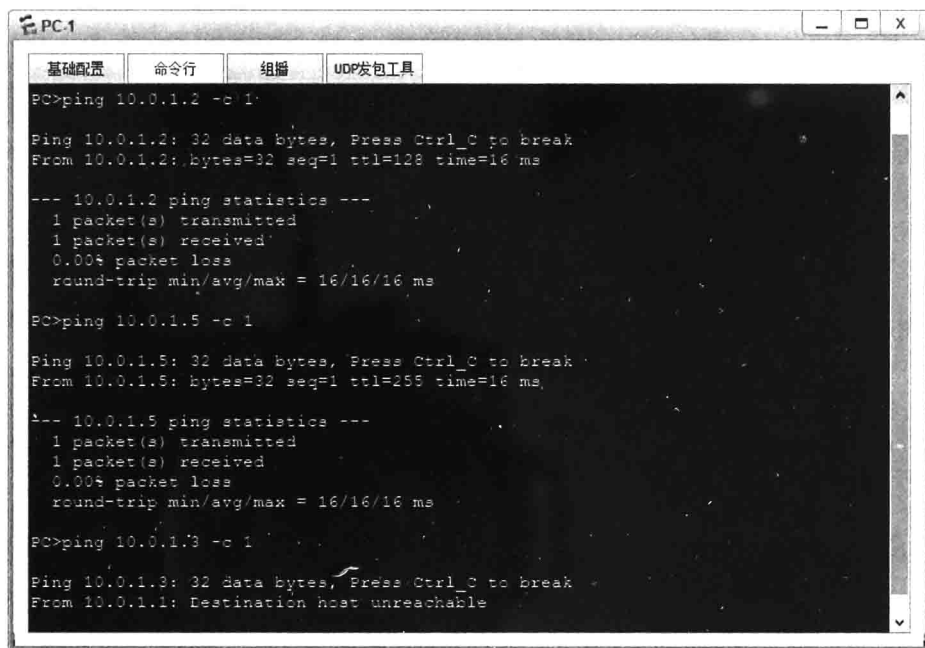 PC-1
基础配置 命令行 组播 UDP发包工具
PC>ping 10.0.1.2 -c 1
Ping 10.0.1.2: 32 data bytes, Press Ctrl_C to break
From 10.0.1.2: bytes=32 seq=1 ttl=128 time=16 ms
--- 10.0.1.2 ping statistics ---
1 packet(s) transmitted
1 packet(s) received
0.00% packet loss
round-trip min/avg/max = 16/16/16 ms
PC>ping 10.0.1.5 -c 1
Ping 10.0.1.5: 32 data bytes, Press Ctrl_C to break
From 10.0.1.5: bytes=32 seq=1 ttl=255 time=16 ms
--- 10.0.1.5 ping statistics ---
1 packet(s) transmitted
1 packet(s) received
0.00% packet loss
round-trip min/avg/max = 16/16/16 ms
PC>ping 10.0.1.3 -c 1
Ping 10.0.1.3: 32 data bytes, Press Ctrl_C to break
From 10.0.1.1: Destination host unreachable